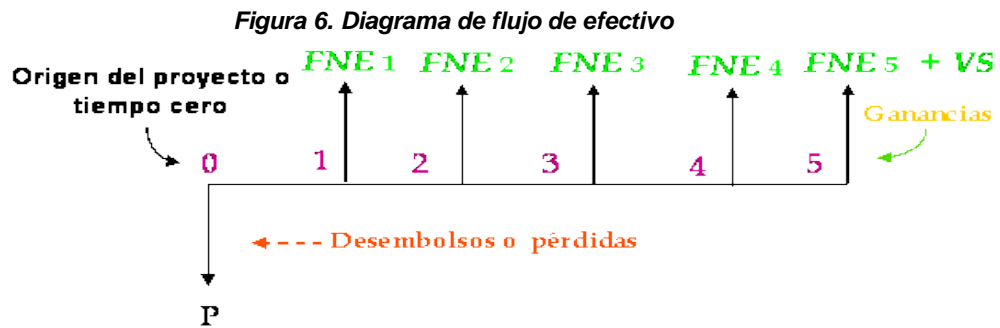 Figura 6. Diagrama de flujo de efectivo
FNE 1 FNE 2 FNE 3 FNE 4 FNE 5 + VS
Origen del proyecto o
tiempo cero
Ganancias
0 1 2 3 4 5
Desembolsos o pérdidas
P